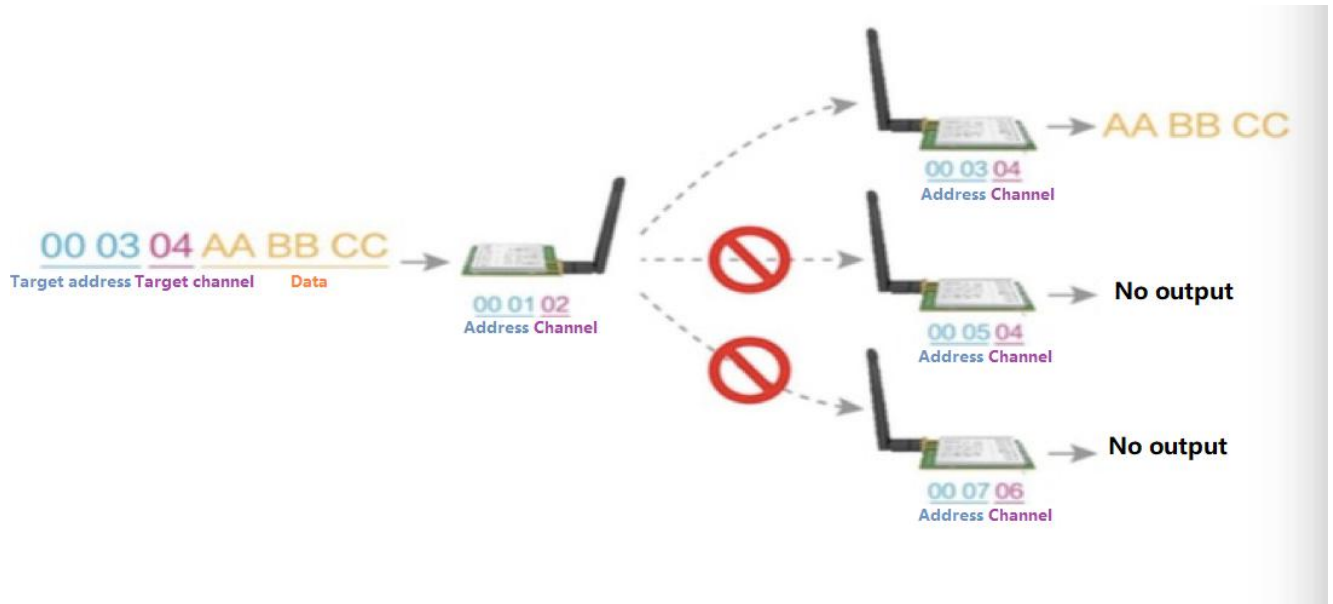 00 03 04 AA BB CC
Target address Target channel Data
00 01 02
Address Channel
AA BB CC
00 03 04
Address Channel
No output
00 05 04
Address Channel
No output
00 07 06
Address Channel